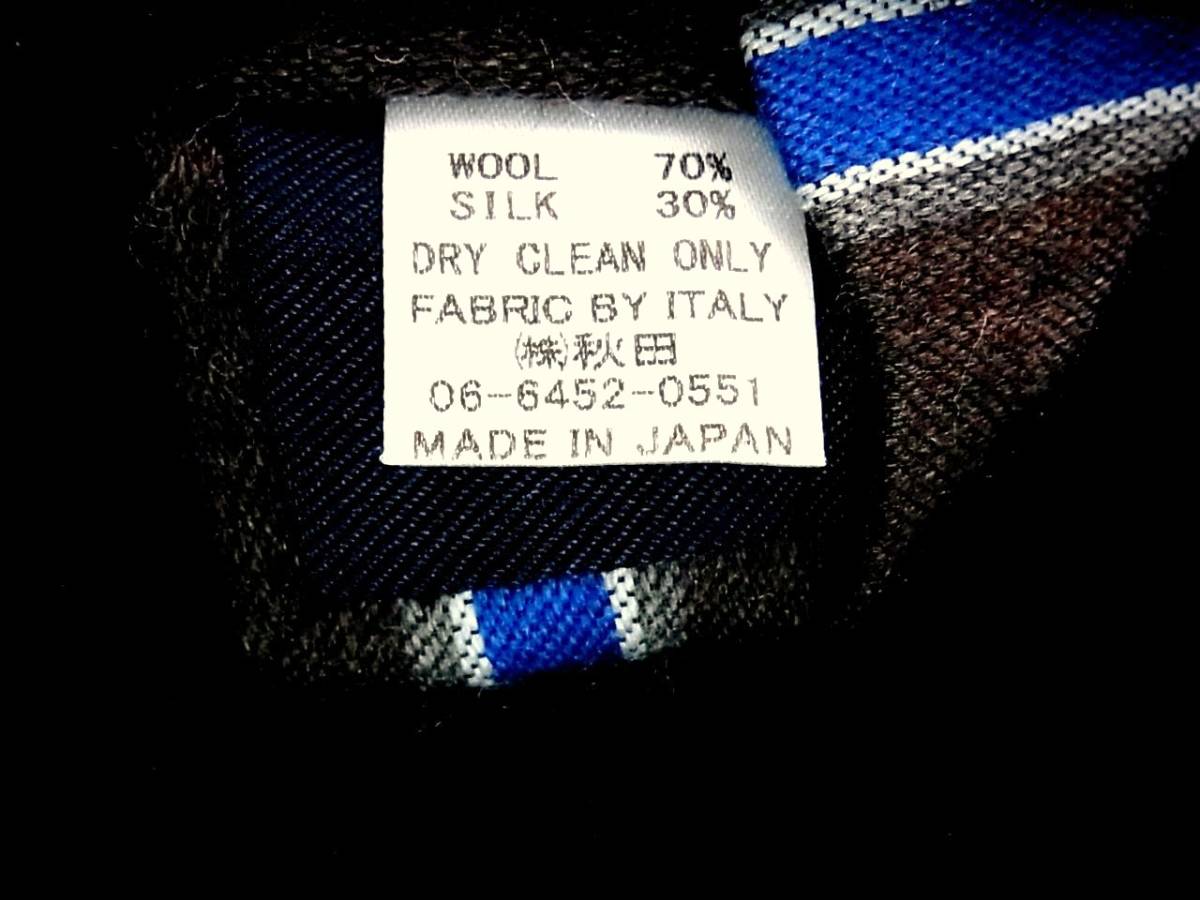 WOOL 70%
SILK 30%
DRY CLEAN ONLY
FABRIC BY ITALY
㈱秋田
06-6452-0551
MADE IN JAPAN